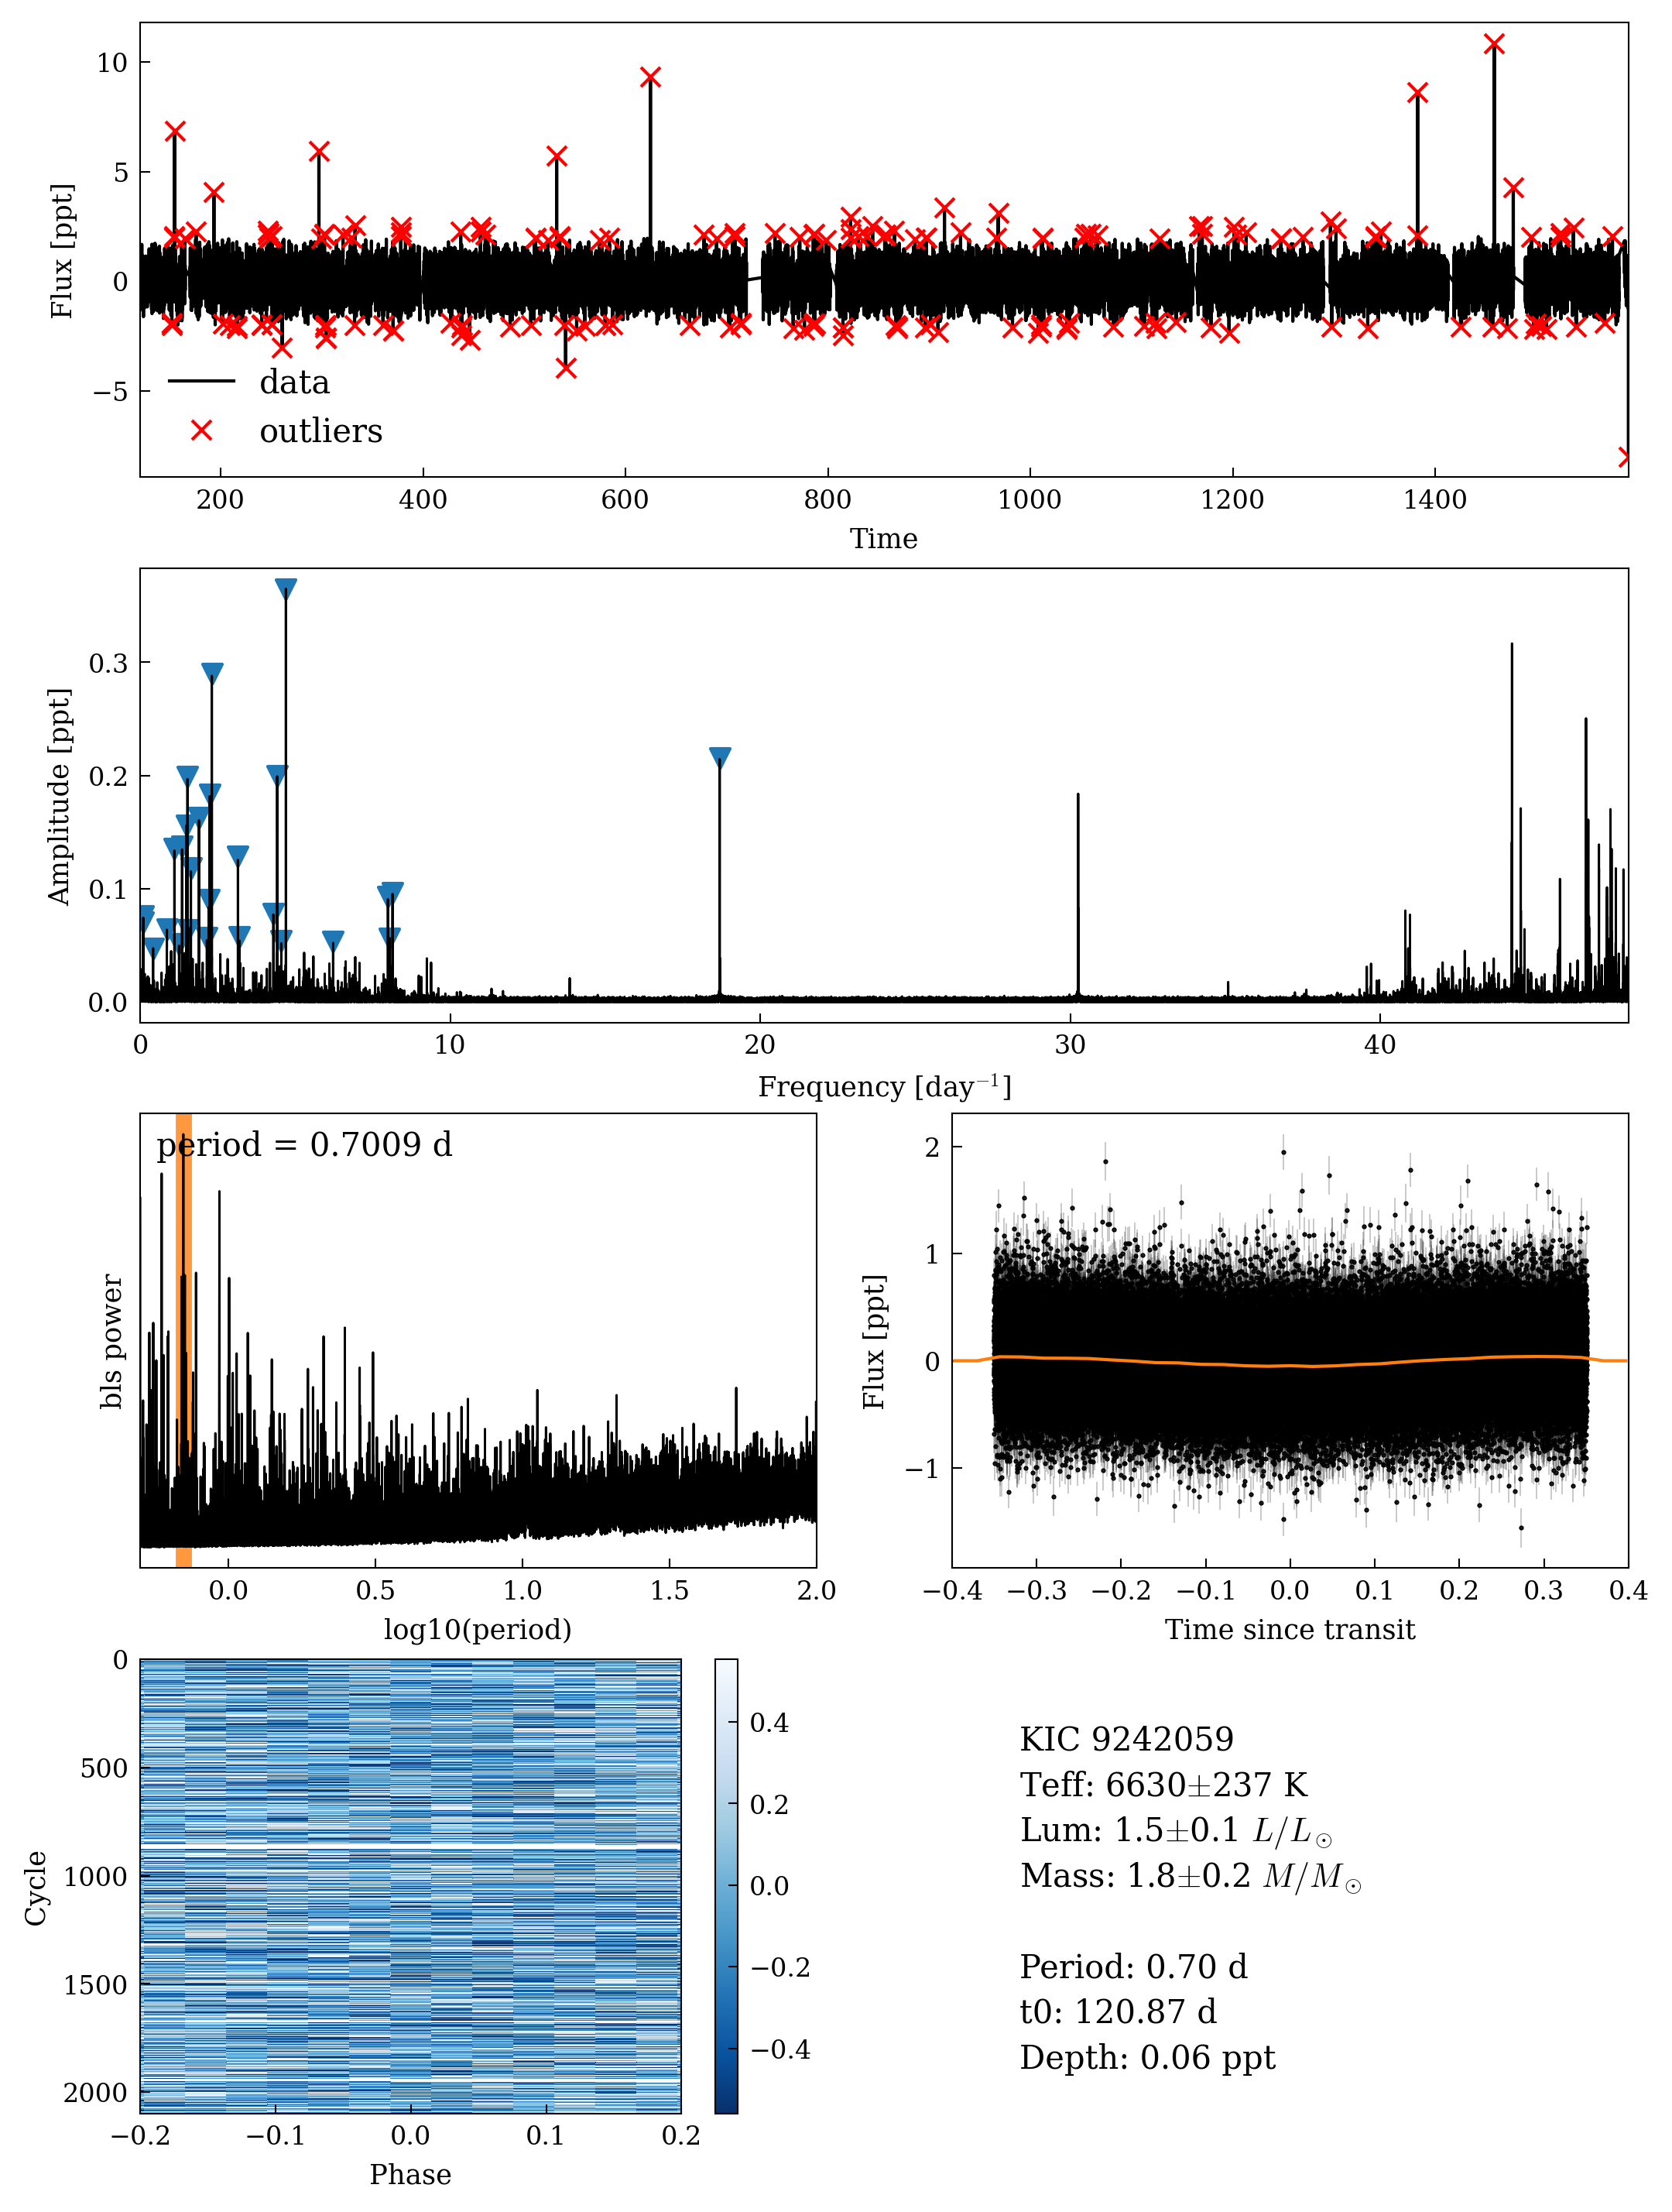 10
5
0
−5
Flux [ppt]
data
outliers
200 400 600 800 1000 1200 1400
Time
0.3
0.2
0.1
0.0
Amplitude [ppt]
0 10 20 30 40
Frequency [day⁻¹]
period = 0.7009 d
bls power
0.0 0.5 1.0 1.5 2.0
log10(period)
2
1
0
−1
Flux [ppt]
−0.4 −0.3 −0.2 −0.1 0.0 0.1 0.2 0.3 0.4
Time since transit
0
500
1000
1500
2000
Cycle
−0.2 −0.1 0.0 0.1 0.2
Phase
0.4
0.2
0.0
−0.2
−0.4
KIC 9242059
Teff: 6630±237 K
Lum: 1.5±0.1 L/L⊙
Mass: 1.8±0.2 M/M⊙
Period: 0.70 d
t0: 120.87 d
Depth: 0.06 ppt